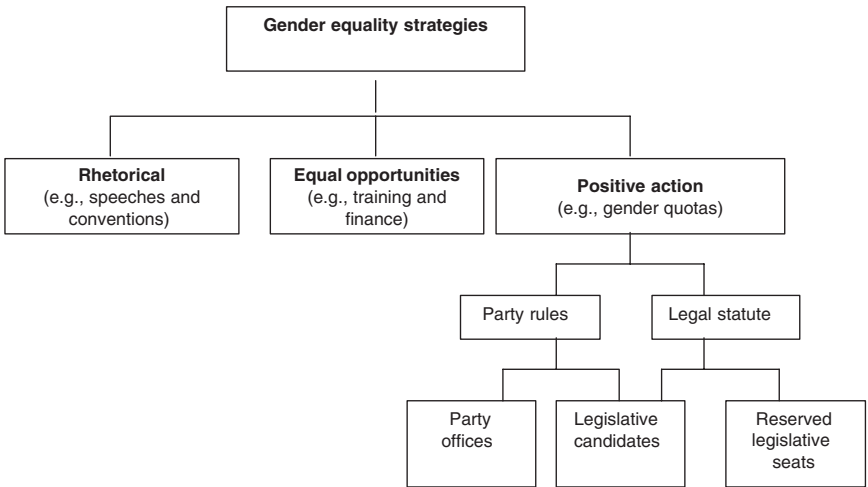 Gender equality strategies
Rhetorical
(e.g., speeches and
conventions)
Equal opportunities
(e.g., training and
finance)
Positive action
(e.g., gender quotas)
Party rules
Legal statute
Party
offices
Legislative
candidates
Reserved
legislative
seats